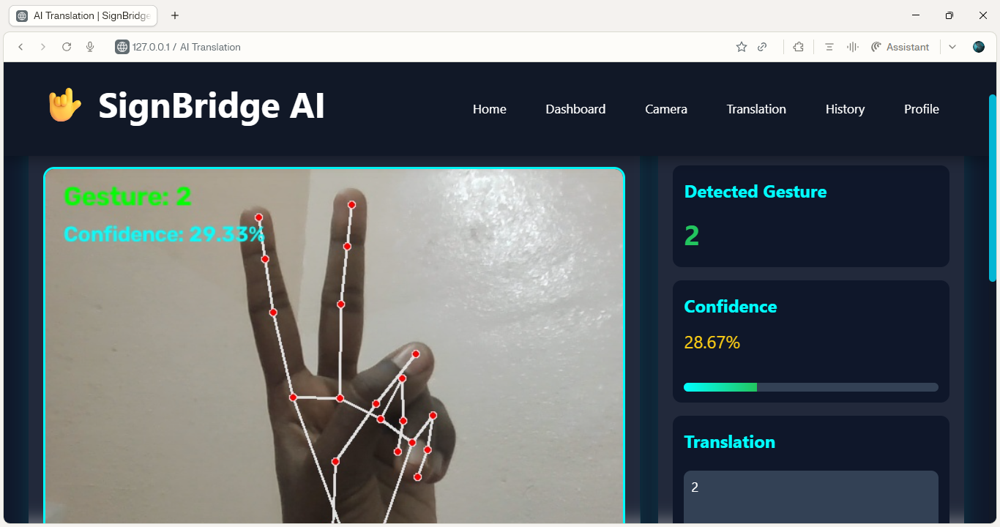 AI Translation | SignBridge
127.0.0.1 / AI Translation
Assistant
SignBridge AI
Home
Dashboard
Camera
Translation
History
Profile
Gesture: 2
Confidence: 29.33%
Detected Gesture
2
Confidence
28.67%
Translation
2